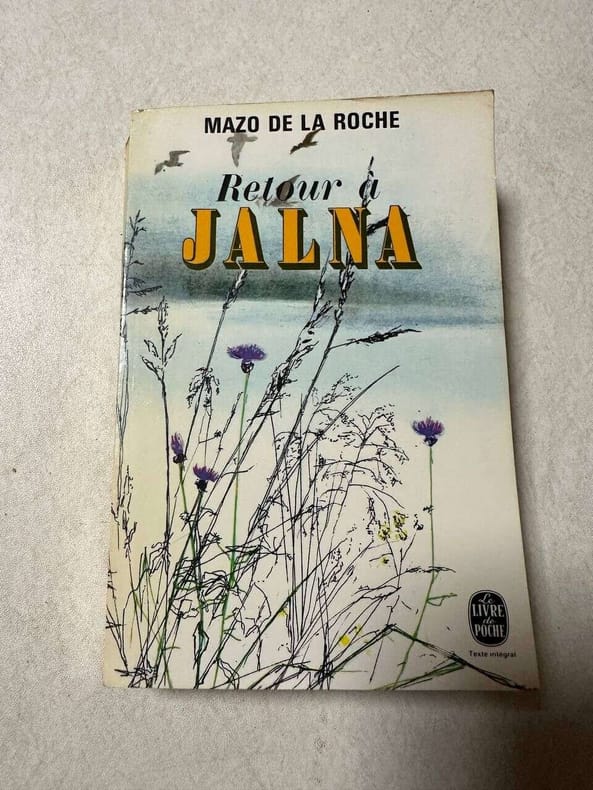 MAZO DE LA ROCHE
Retour à
JALNA
Le
LIVRE
de
POCHE
Texte intégral